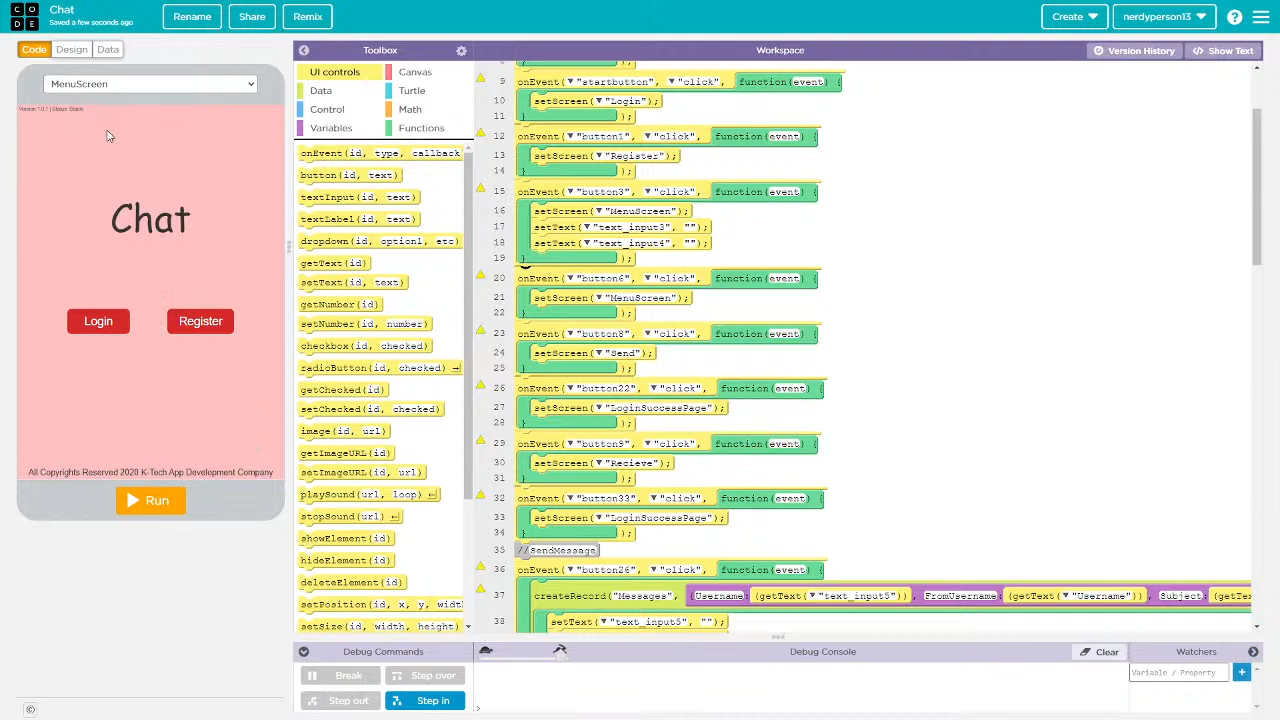 CODE
Chat
Saved a few seconds ago
Rename
Share
Remix
Create
nerdyperson13
?
Code
Design
Data
Toolbox
Workspace
Version History
</> Show Text
MenuScreen
Version 1.0.1 | Status: Stable
Chat
Login
Register
All Copyrights Reserved 2020 K-Tech App Development Company
Run
UI controls
Canvas
Data
Turtle
Control
Math
Variables
Functions
onEvent(id, type, callback
button(id, text)
textInput(id, text)
textLabel(id, text)
dropdown(id, option1, etc)
getText(id)
setText(id, text)
getNumber(id)
setNumber(id, number)
checkbox(id, checked)
radioButton(id, checked)
getChecked(id)
setChecked(id, checked)
image(id, url)
getImageURL(id)
setImageURL(id, url)
playSound(url, loop)
stopSound(url)
showElement(id)
hideElement(id)
deleteElement(id)
setPosition(id, x, y, width
setSize(id, width, height)
9 onEvent("startbutton", "click", function(event) {
10 setScreen("Login");
11 } );
12 onEvent("button1", "click", function(event) {
13 setScreen("Register");
14 } );
15 onEvent("button3", "click", function(event) {
16 setScreen("MenuScreen");
17 setText("text_input3", "");
18 setText("text_input4", "");
19 } );
20 onEvent("button6", "click", function(event) {
21 setScreen("MenuScreen");
22 } );
23 onEvent("button8", "click", function(event) {
24 setScreen("Send");
25 } );
26 onEvent("button22", "click", function(event) {
27 setScreen("LoginSuccessPage");
28 } );
29 onEvent("button9", "click", function(event) {
30 setScreen("Recieve");
31 } );
32 onEvent("button33", "click", function(event) {
33 setScreen("LoginSuccessPage");
34 } );
35 //SendMessage
36 onEvent("button26", "click", function(event) {
37 createRecord("Messages", {Username:(getText("text_input5")), FromUsername:(getText("Username")), Subject:(getTex
38 setText("text_input5", "");
Debug Commands
Debug Console
Clear
Watchers
Break
Step over
Step out
Step in
Variable / Property
+
>